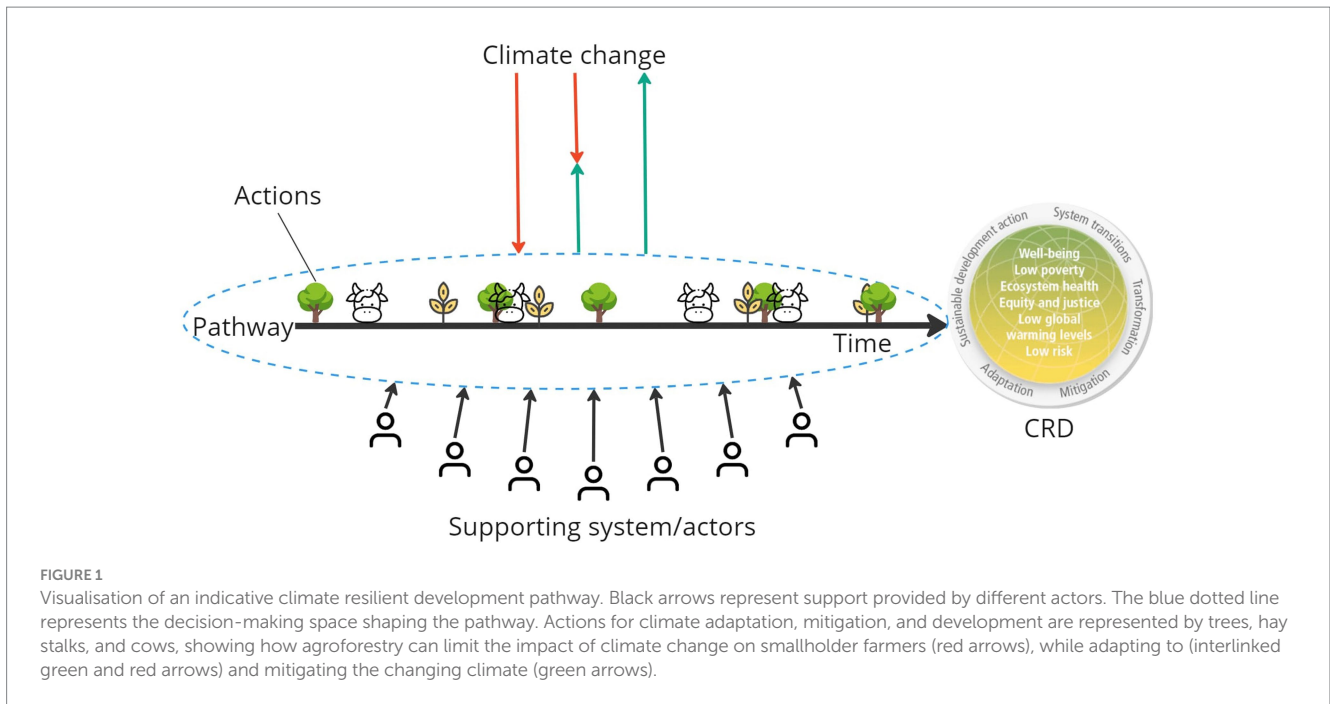 Climate change
Actions
Pathway
Time
Supporting system/actors
Sustainable development action
System transitions
Transformation
Mitigation
Adaptation
Well-being
Low poverty
Ecosystem health
Equity and justice
Low global
warming levels
Low risk
CRD
FIGURE 1
Visualisation of an indicative climate resilient development pathway. Black arrows represent support provided by different actors. The blue dotted line
represents the decision-making space shaping the pathway. Actions for climate adaptation, mitigation, and development are represented by trees, hay
stalks, and cows, showing how agroforestry can limit the impact of climate change on smallholder farmers (red arrows), while adapting to (interlinked
green and red arrows) and mitigating the changing climate (green arrows).